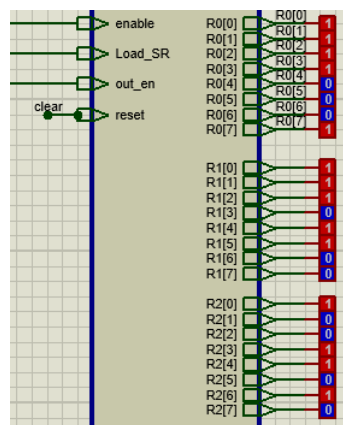 enable
Load_SR
out_en
clear
reset
R0[0] R0[0] 1
R0[1] R0[1] 1
R0[2] R0[2] 1
R0[3] R0[3] 1
R0[4] R0[4] 0
R0[5] R0[5] 0
R0[6] R0[6] 0
R0[7] R0[7] 1
R1[0] 1
R1[1] 1
R1[2] 1
R1[3] 0
R1[4] 1
R1[5] 1
R1[6] 0
R1[7] 0
R2[0] 1
R2[1] 0
R2[2] 0
R2[3] 1
R2[4] 1
R2[5] 0
R2[6] 1
R2[7] 0